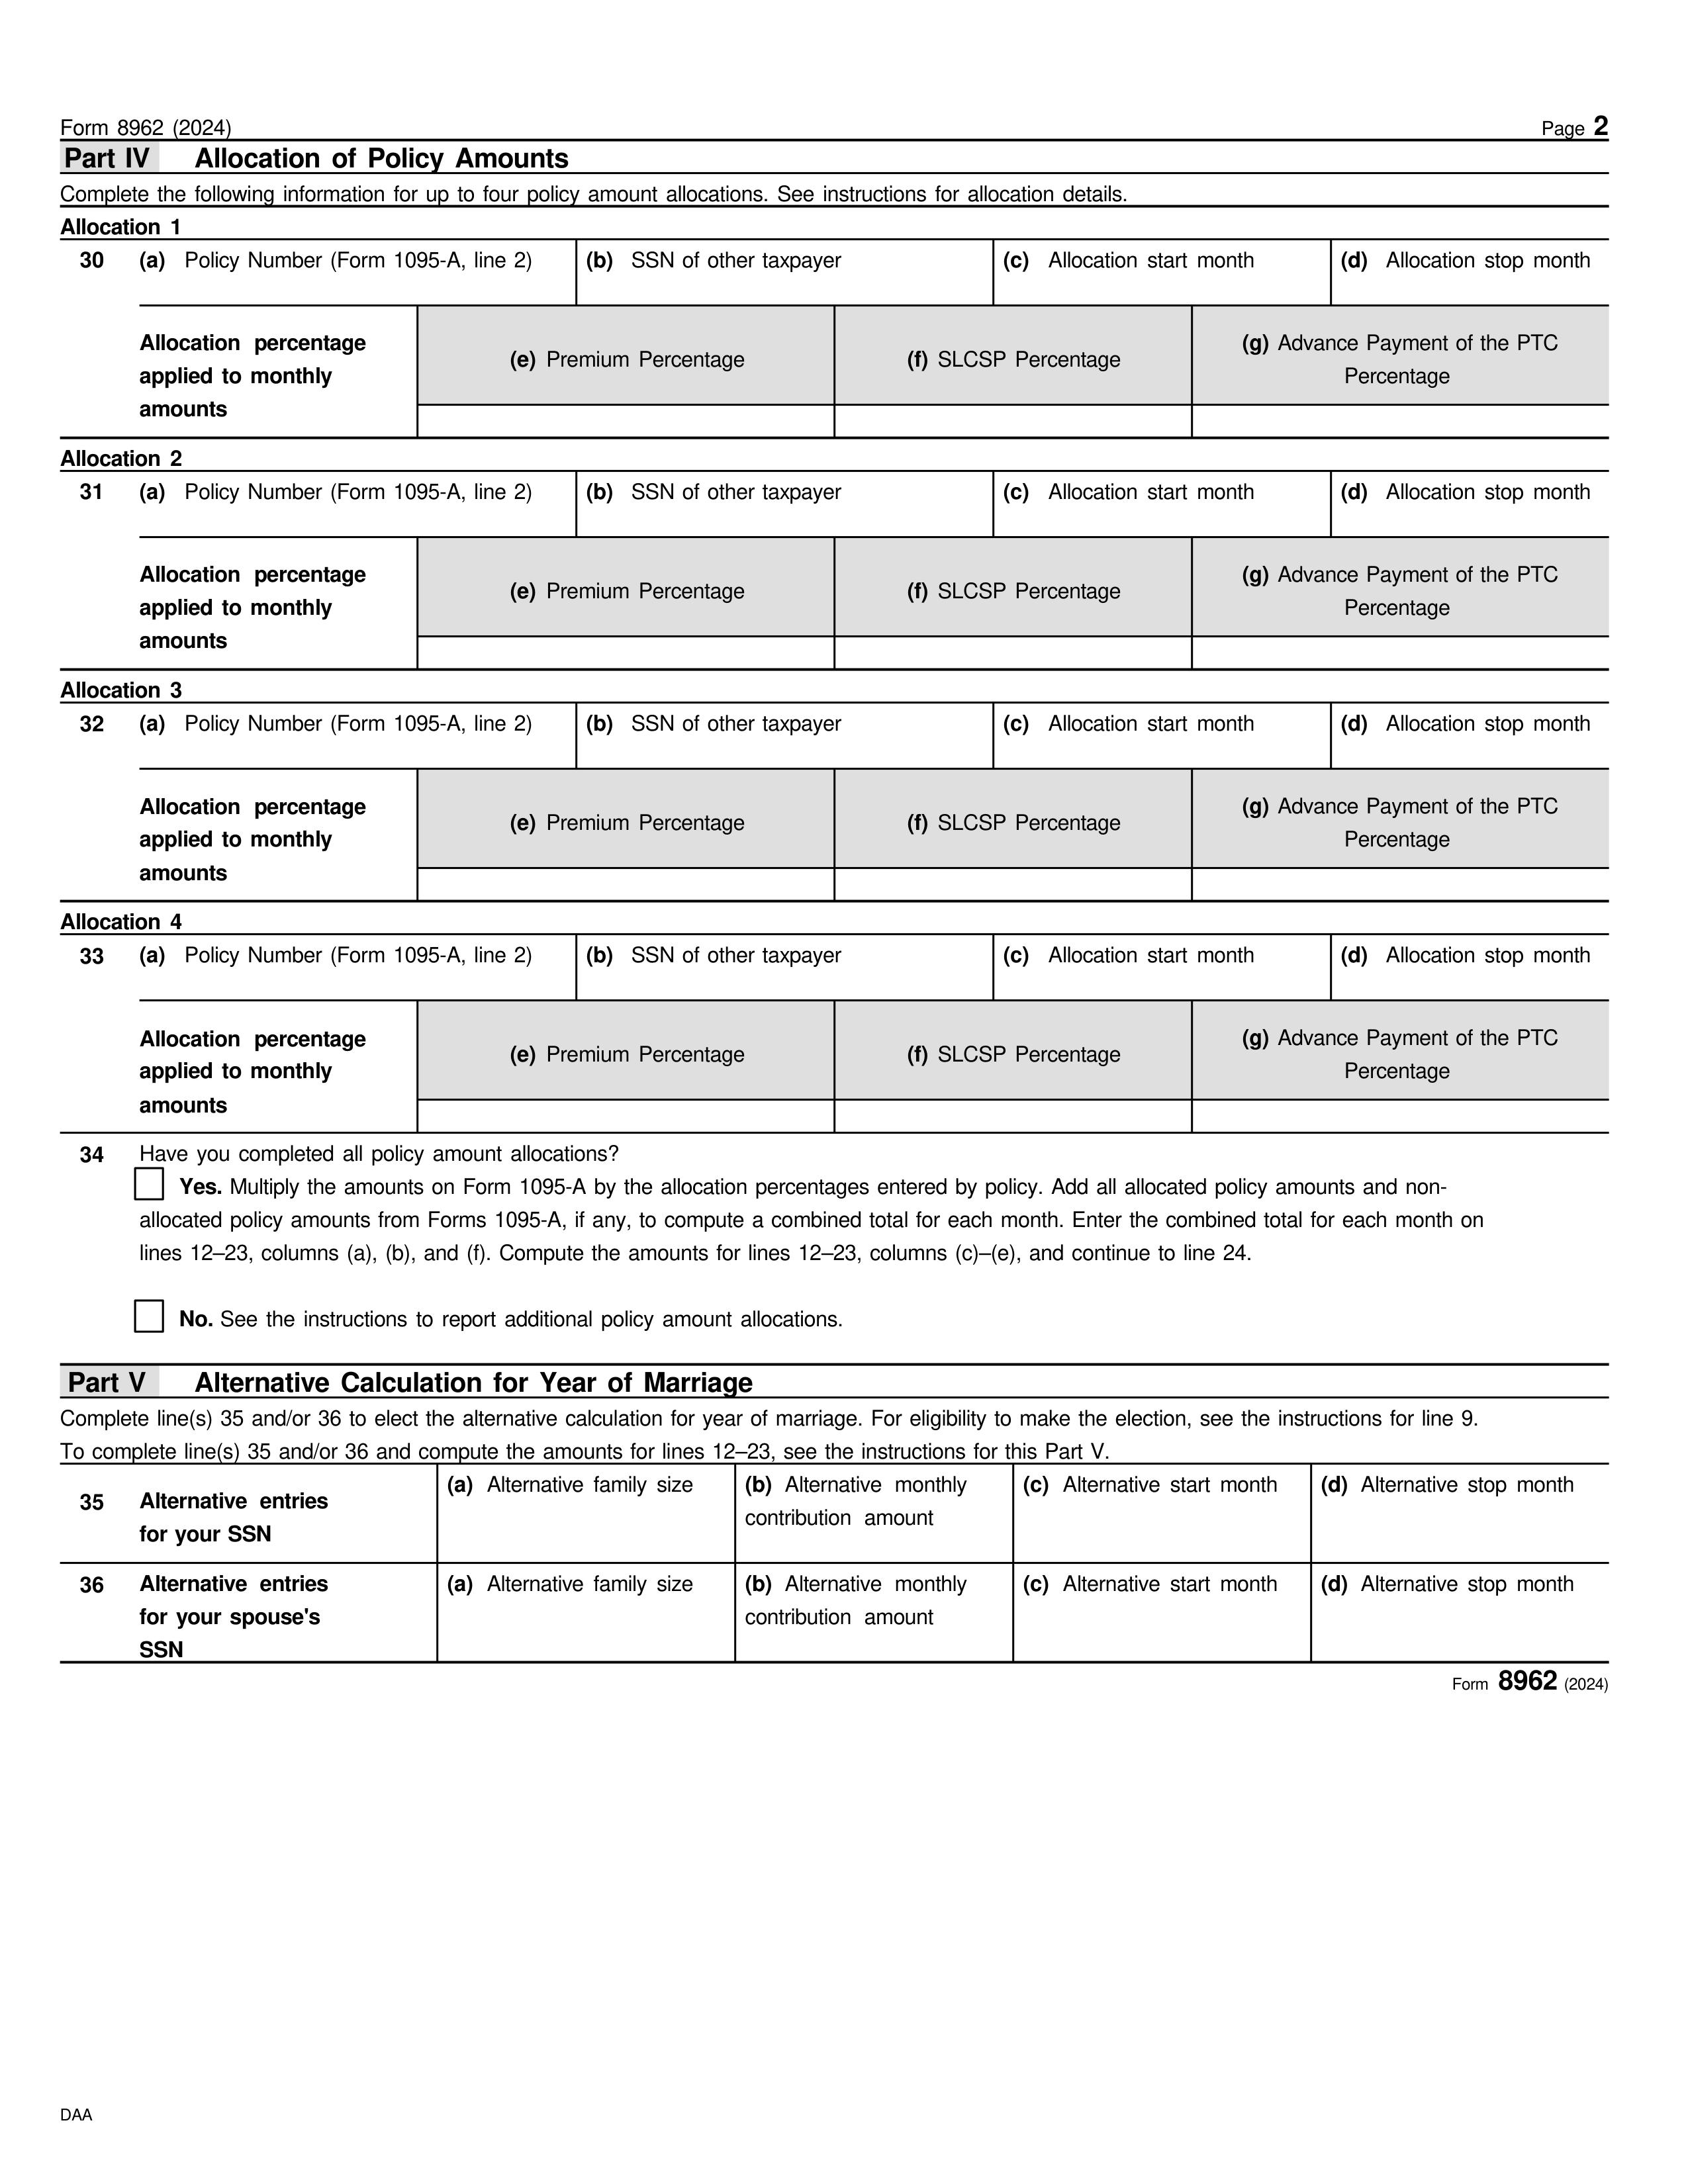 Form 8962 (2024) Page 2
Part IV Allocation of Policy Amounts
Complete the following information for up to four policy amount allocations. See instructions for allocation details.
Allocation 1
30 (a) Policy Number (Form 1095-A, line 2) (b) SSN of other taxpayer (c) Allocation start month (d) Allocation stop month
Allocation percentage
applied to monthly
amounts
(e) Premium Percentage (f) SLCSP Percentage
(g) Advance Payment of the PTC
Percentage
Allocation 2
31 (a) Policy Number (Form 1095-A, line 2) (b) SSN of other taxpayer (c) Allocation start month (d) Allocation stop month
Allocation percentage
applied to monthly
amounts
(e) Premium Percentage (f) SLCSP Percentage
(g) Advance Payment of the PTC
Percentage
Allocation 3
32 (a) Policy Number (Form 1095-A, line 2) (b) SSN of other taxpayer (c) Allocation start month (d) Allocation stop month
Allocation percentage
applied to monthly
amounts
(e) Premium Percentage (f) SLCSP Percentage
(g) Advance Payment of the PTC
Percentage
Allocation 4
33 (a) Policy Number (Form 1095-A, line 2) (b) SSN of other taxpayer (c) Allocation start month (d) Allocation stop month
Allocation percentage
applied to monthly
amounts
(e) Premium Percentage (f) SLCSP Percentage
(g) Advance Payment of the PTC
Percentage
34 Have you completed all policy amount allocations?
Yes. Multiply the amounts on Form 1095-A by the allocation percentages entered by policy. Add all allocated policy amounts and non-
allocated policy amounts from Forms 1095-A, if any, to compute a combined total for each month. Enter the combined total for each month on
lines 12–23, columns (a), (b), and (f). Compute the amounts for lines 12–23, columns (c)–(e), and continue to line 24.
No. See the instructions to report additional policy amount allocations.
Part V Alternative Calculation for Year of Marriage
Complete line(s) 35 and/or 36 to elect the alternative calculation for year of marriage. For eligibility to make the election, see the instructions for line 9.
To complete line(s) 35 and/or 36 and compute the amounts for lines 12–23, see the instructions for this Part V.
35 Alternative entries
for your SSN
(a) Alternative family size (b) Alternative monthly
contribution amount
(c) Alternative start month (d) Alternative stop month
36 Alternative entries
for your spouse's
SSN
(a) Alternative family size (b) Alternative monthly
contribution amount
(c) Alternative start month (d) Alternative stop month
Form 8962 (2024)
DAA